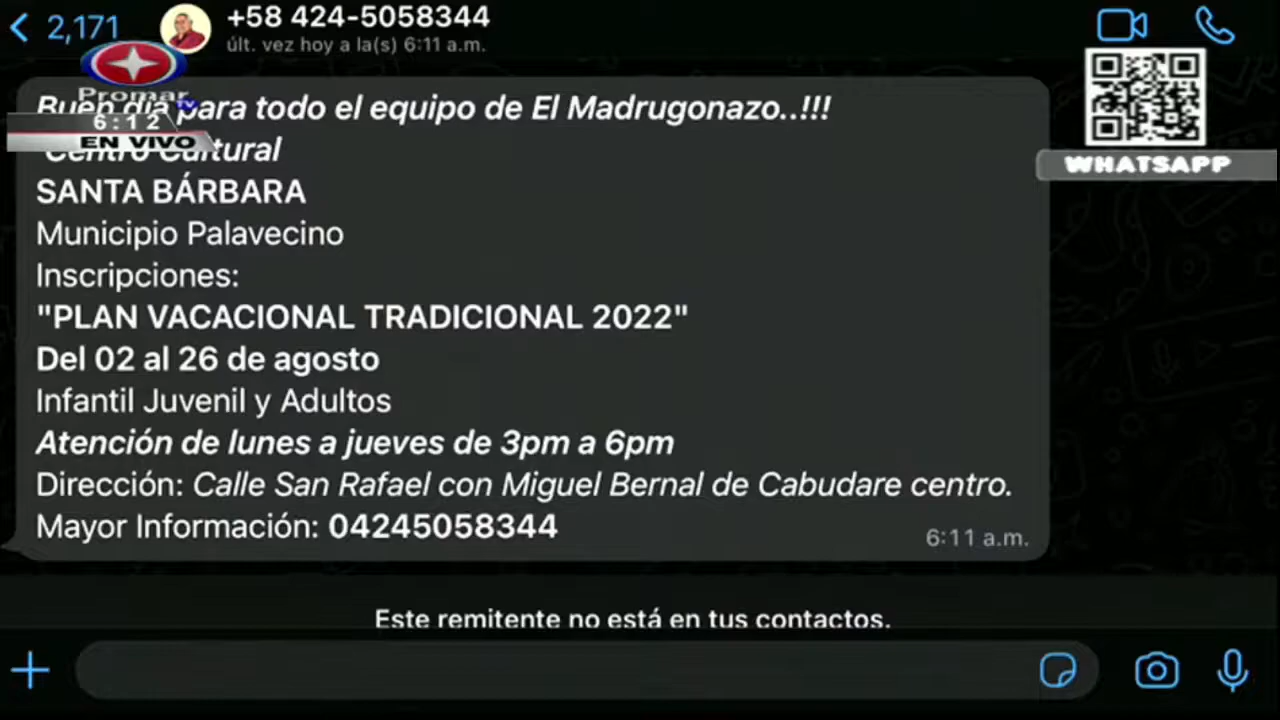 2,171
+58 424-5058344
últ. vez hoy a la(s) 6:11 a.m.
Promar TV
6:12
EN VIVO
WHATSAPP
Buen día para todo el equipo de El Madrugonazo..!!!
Centro Cultural
SANTA BÁRBARA
Municipio Palavecino
Inscripciones:
"PLAN VACACIONAL TRADICIONAL 2022"
Del 02 al 26 de agosto
Infantil Juvenil y Adultos
Atención de lunes a jueves de 3pm a 6pm
Dirección: Calle San Rafael con Miguel Bernal de Cabudare centro.
Mayor Información: 04245058344
6:11 a.m.
Este remitente no está en tus contactos.